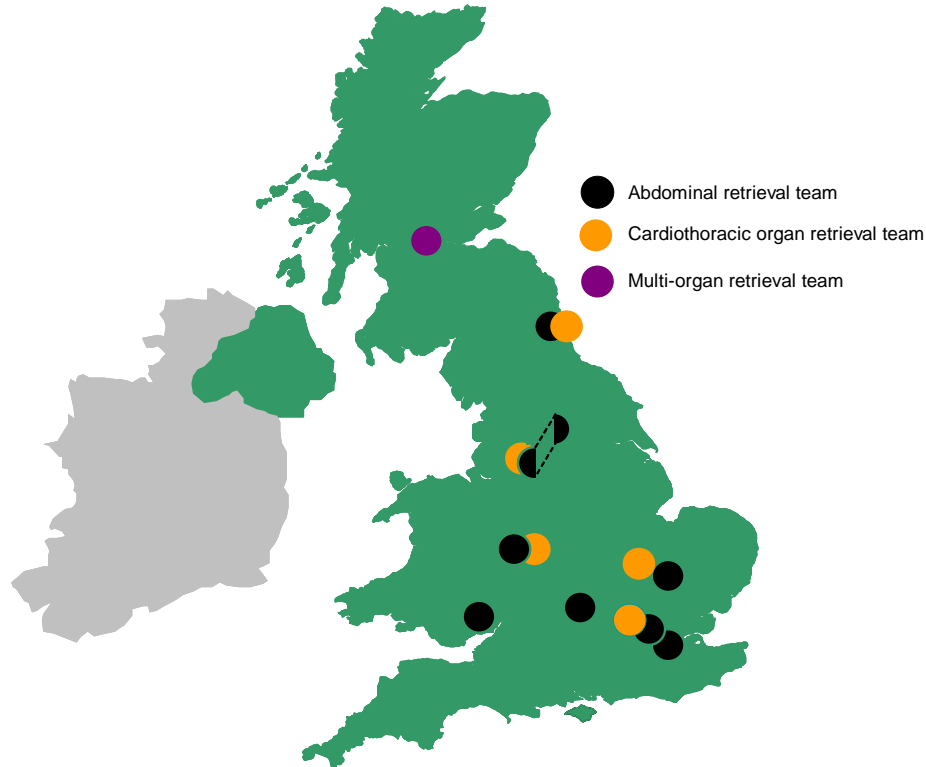 Abdominal retrieval team
Cardiothoracic organ retrieval team
Multi-organ retrieval team